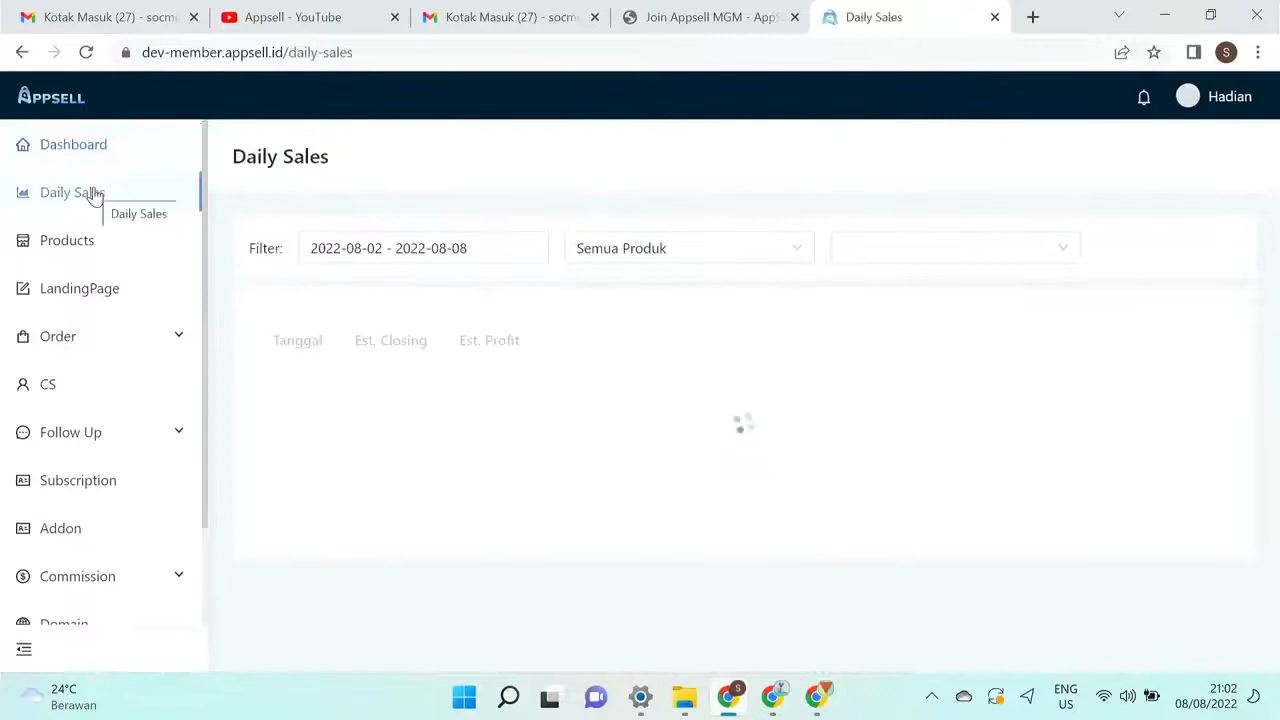 Kotak Masuk (27) - socme
Appsell - YouTube
Kotak Masuk (27) - socme
Join Appsell MGM - AppS
Daily Sales
dev-member.appsell.id/daily-sales
S
APPSELL
Hadian
Dashboard
Daily Sales
Daily Sales
Products
LandingPage
Order
CS
Follow Up
Subscription
Addon
Commission
Domain
Daily Sales
Filter:
2022-08-02 - 2022-08-08
Semua Produk
Tanggal
Est. Closing
Est. Profit
24°C
Berawan
S
ENG
US
21:02
08/08/2022